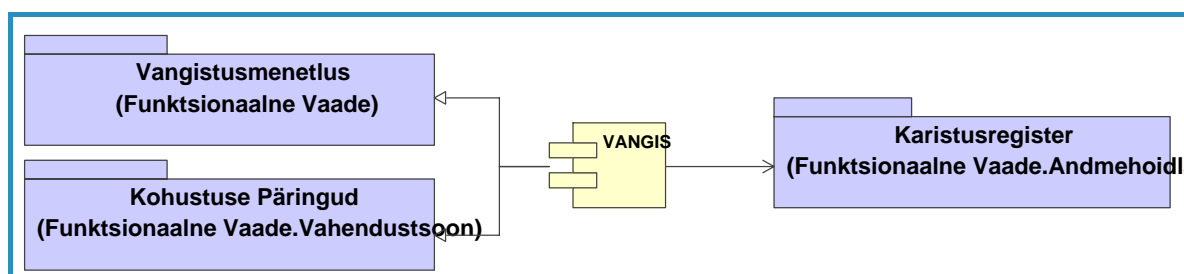 Vangistusmenetlus
(Funktsionaalne Vaade)
Kohustuse Päringud
(Funktsionaalne Vaade.Vahendustsoon)
VANGIS
Karistusregister
(Funktsionaalne Vaade.Andmehoidl